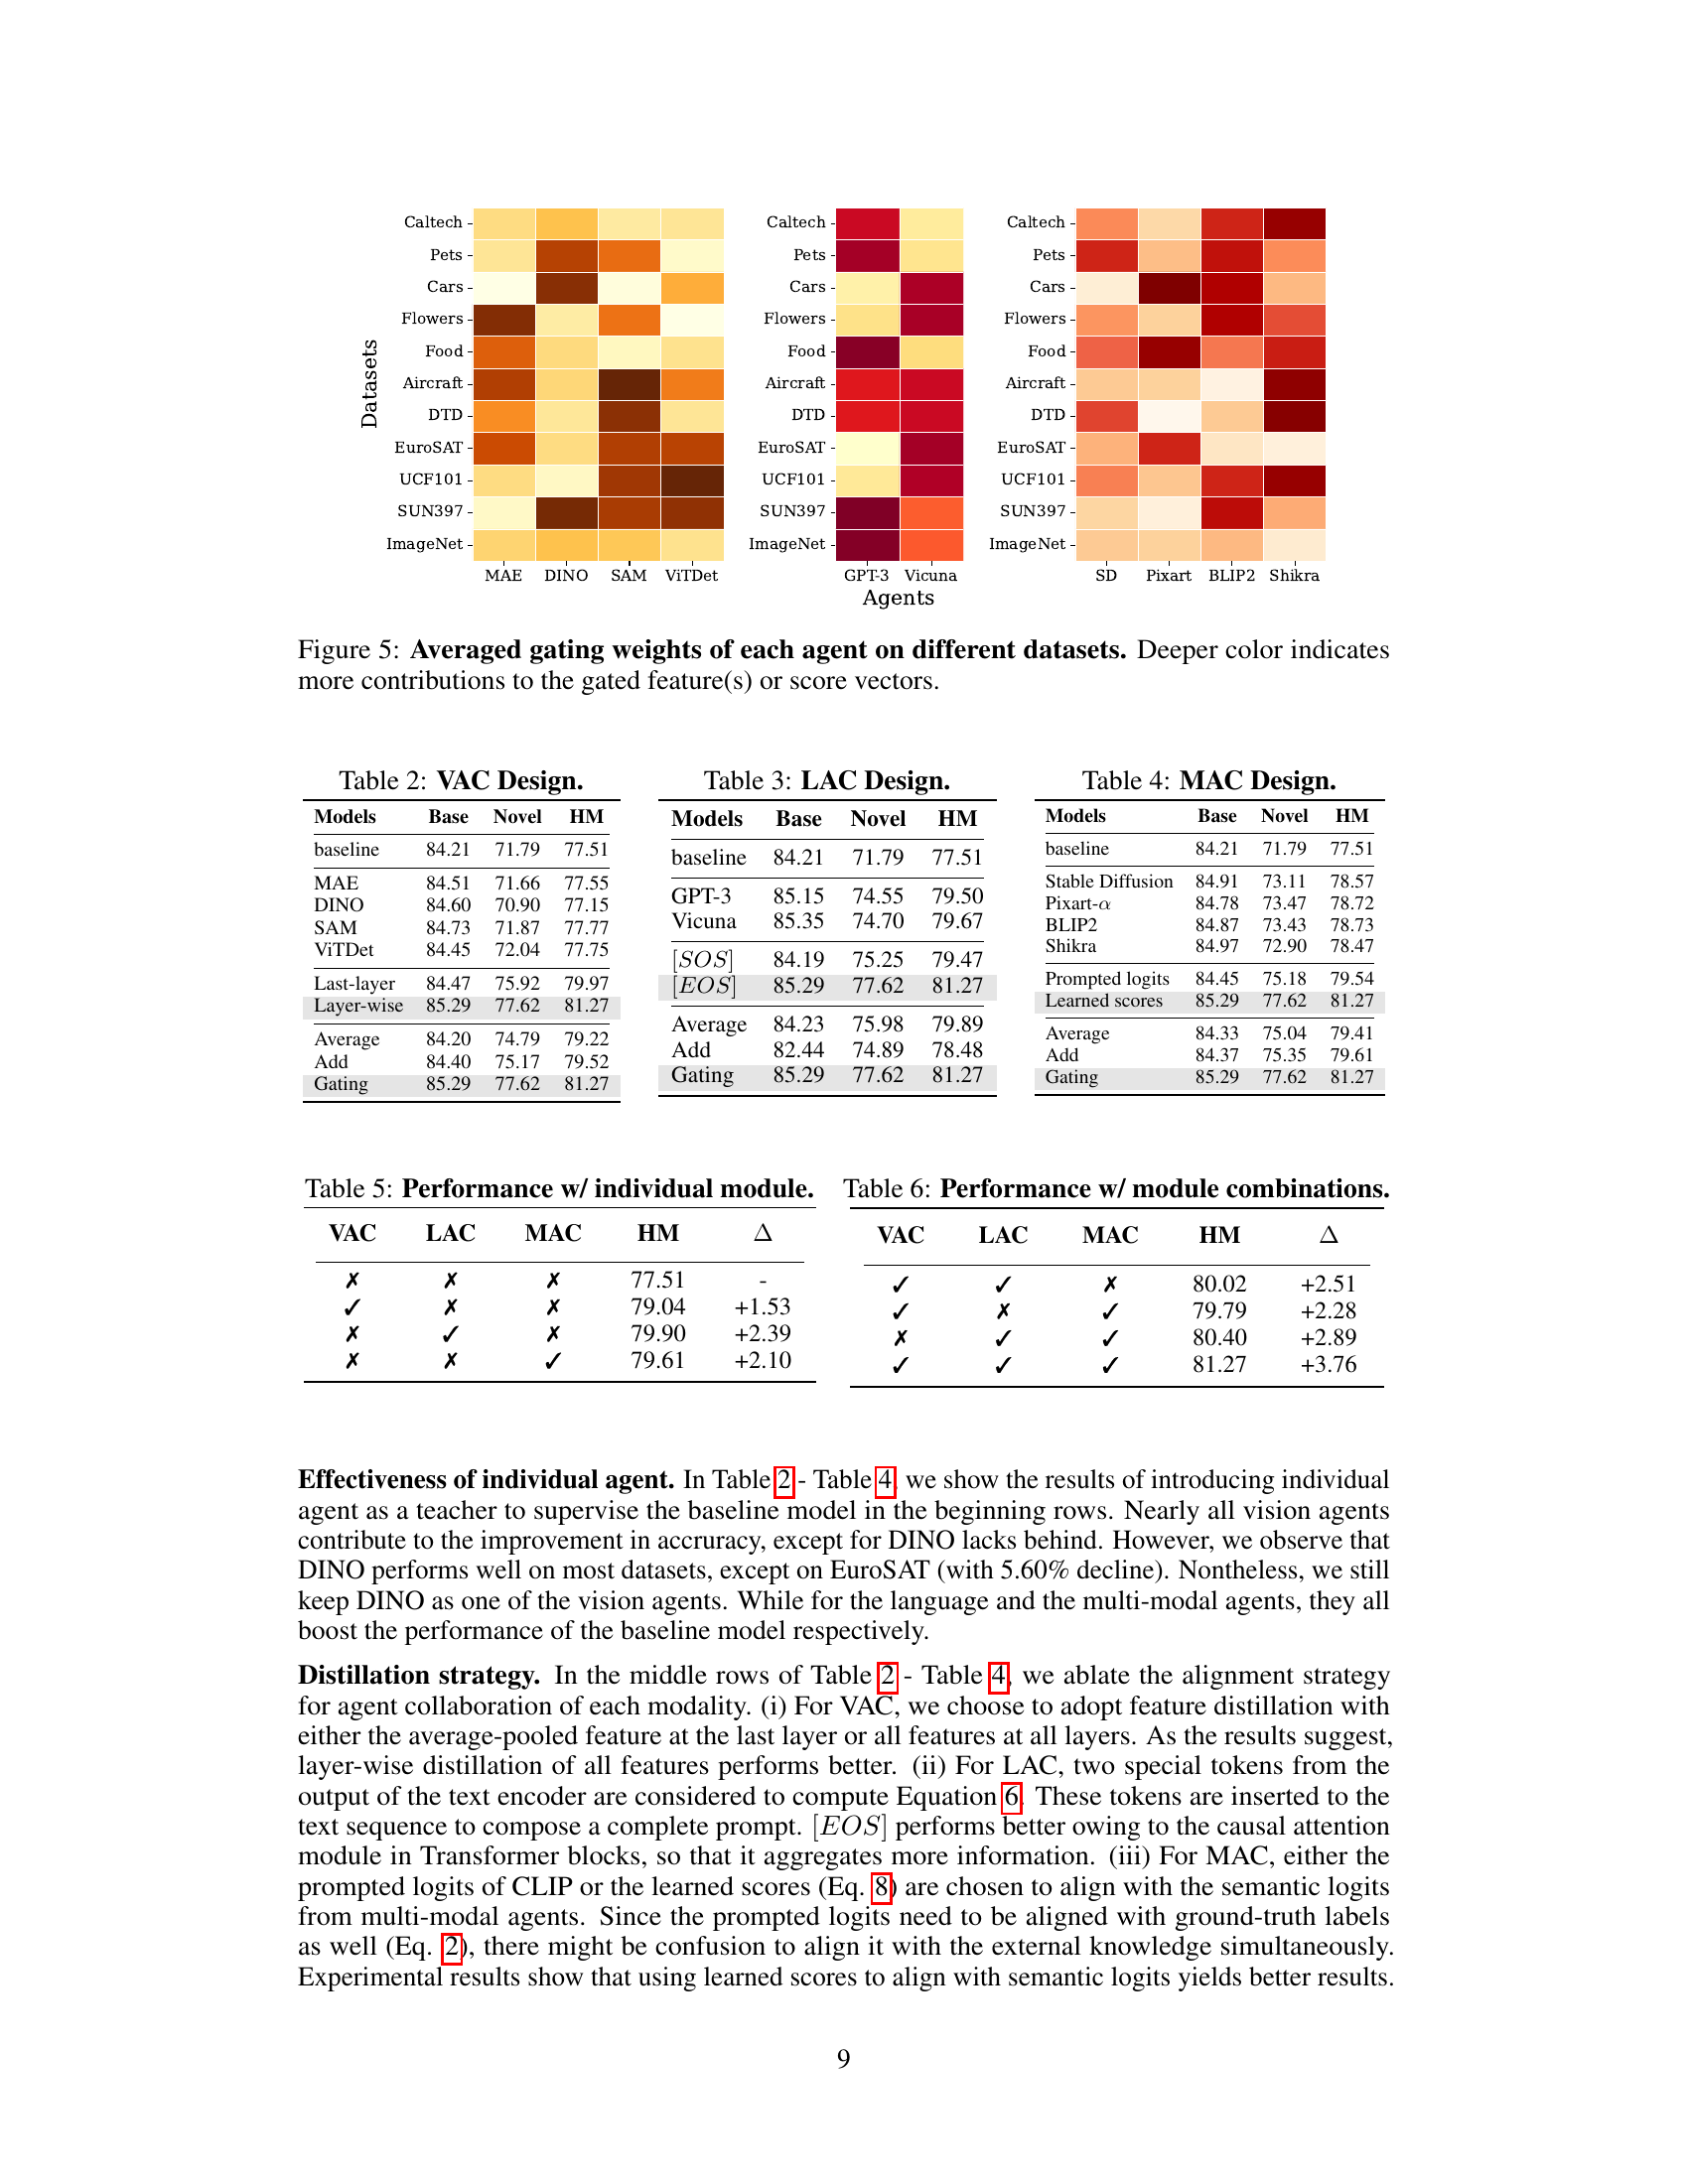 Datasets
Caltech
Pets
Cars
Flowers
Food
Aircraft
DTD
EuroSAT
UCF101
SUN397
ImageNet
MAE DINO SAM ViTDet
Caltech
Pets
Cars
Flowers
Food
Aircraft
DTD
EuroSAT
UCF101
SUN397
ImageNet
GPT-3 Vicuna
Agents
Caltech
Pets
Cars
Flowers
Food
Aircraft
DTD
EuroSAT
UCF101
SUN397
ImageNet
SD Pixart BLIP2 Shikra
Figure 5: Averaged gating weights of each agent on different datasets. Deeper color indicates
more contributions to the gated feature(s) or score vectors.
Table 2: VAC Design.
Models Base Novel HM
baseline 84.21 71.79 77.51
MAE 84.51 71.66 77.55
DINO 84.60 70.90 77.15
SAM 84.73 71.87 77.77
ViTDet 84.45 72.04 77.75
Last-layer 84.47 75.92 79.97
Layer-wise 85.29 77.62 81.27
Average 84.20 74.79 79.22
Add 84.40 75.17 79.52
Gating 85.29 77.62 81.27
Table 3: LAC Design.
Models Base Novel HM
baseline 84.21 71.79 77.51
GPT-3 85.15 74.55 79.50
Vicuna 85.35 74.70 79.67
[SOS] 84.19 75.25 79.47
[EOS] 85.29 77.62 81.27
Average 84.23 75.98 79.89
Add 82.44 74.89 78.48
Gating 85.29 77.62 81.27
Table 4: MAC Design.
Models Base Novel HM
baseline 84.21 71.79 77.51
Stable Diffusion 84.91 73.11 78.57
Pixart-α 84.78 73.47 78.72
BLIP2 84.87 73.43 78.73
Shikra 84.97 72.90 78.47
Prompted logits 84.45 75.18 79.54
Learned scores 85.29 77.62 81.27
Average 84.33 75.04 79.41
Add 84.37 75.35 79.61
Gating 85.29 77.62 81.27
Table 5: Performance w/ individual module.
VAC LAC MAC HM Δ
✗ ✗ ✗ 77.51 -
✓ ✗ ✗ 79.04 +1.53
✗ ✓ ✗ 79.90 +2.39
✗ ✗ ✓ 79.61 +2.10
Table 6: Performance w/ module combinations.
VAC LAC MAC HM Δ
✓ ✓ ✗ 80.02 +2.51
✓ ✗ ✓ 79.79 +2.28
✗ ✓ ✓ 80.40 +2.89
✓ ✓ ✓ 81.27 +3.76
Effectiveness of individual agent. In Table 2 - Table 4, we show the results of introducing individual
agent as a teacher to supervise the baseline model in the beginning rows. Nearly all vision agents
contribute to the improvement in accruracy, except for DINO lacks behind. However, we observe that
DINO performs well on most datasets, except on EuroSAT (with 5.60% decline). Nontheless, we still
keep DINO as one of the vision agents. While for the language and the multi-modal agents, they all
boost the performance of the baseline model respectively.
Distillation strategy. In the middle rows of Table 2 - Table 4, we ablate the alignment strategy
for agent collaboration of each modality. (i) For VAC, we choose to adopt feature distillation with
either the average-pooled feature at the last layer or all features at all layers. As the results suggest,
layer-wise distillation of all features performs better. (ii) For LAC, two special tokens from the
output of the text encoder are considered to compute Equation 6. These tokens are inserted to the
text sequence to compose a complete prompt. [EOS] performs better owing to the causal attention
module in Transformer blocks, so that it aggregates more information. (iii) For MAC, either the
prompted logits of CLIP or the learned scores (Eq. 8) are chosen to align with the semantic logits
from multi-modal agents. Since the prompted logits need to be aligned with ground-truth labels
as well (Eq. 2), there might be confusion to align it with the external knowledge simultaneously.
Experimental results show that using learned scores to align with semantic logits yields better results.
9